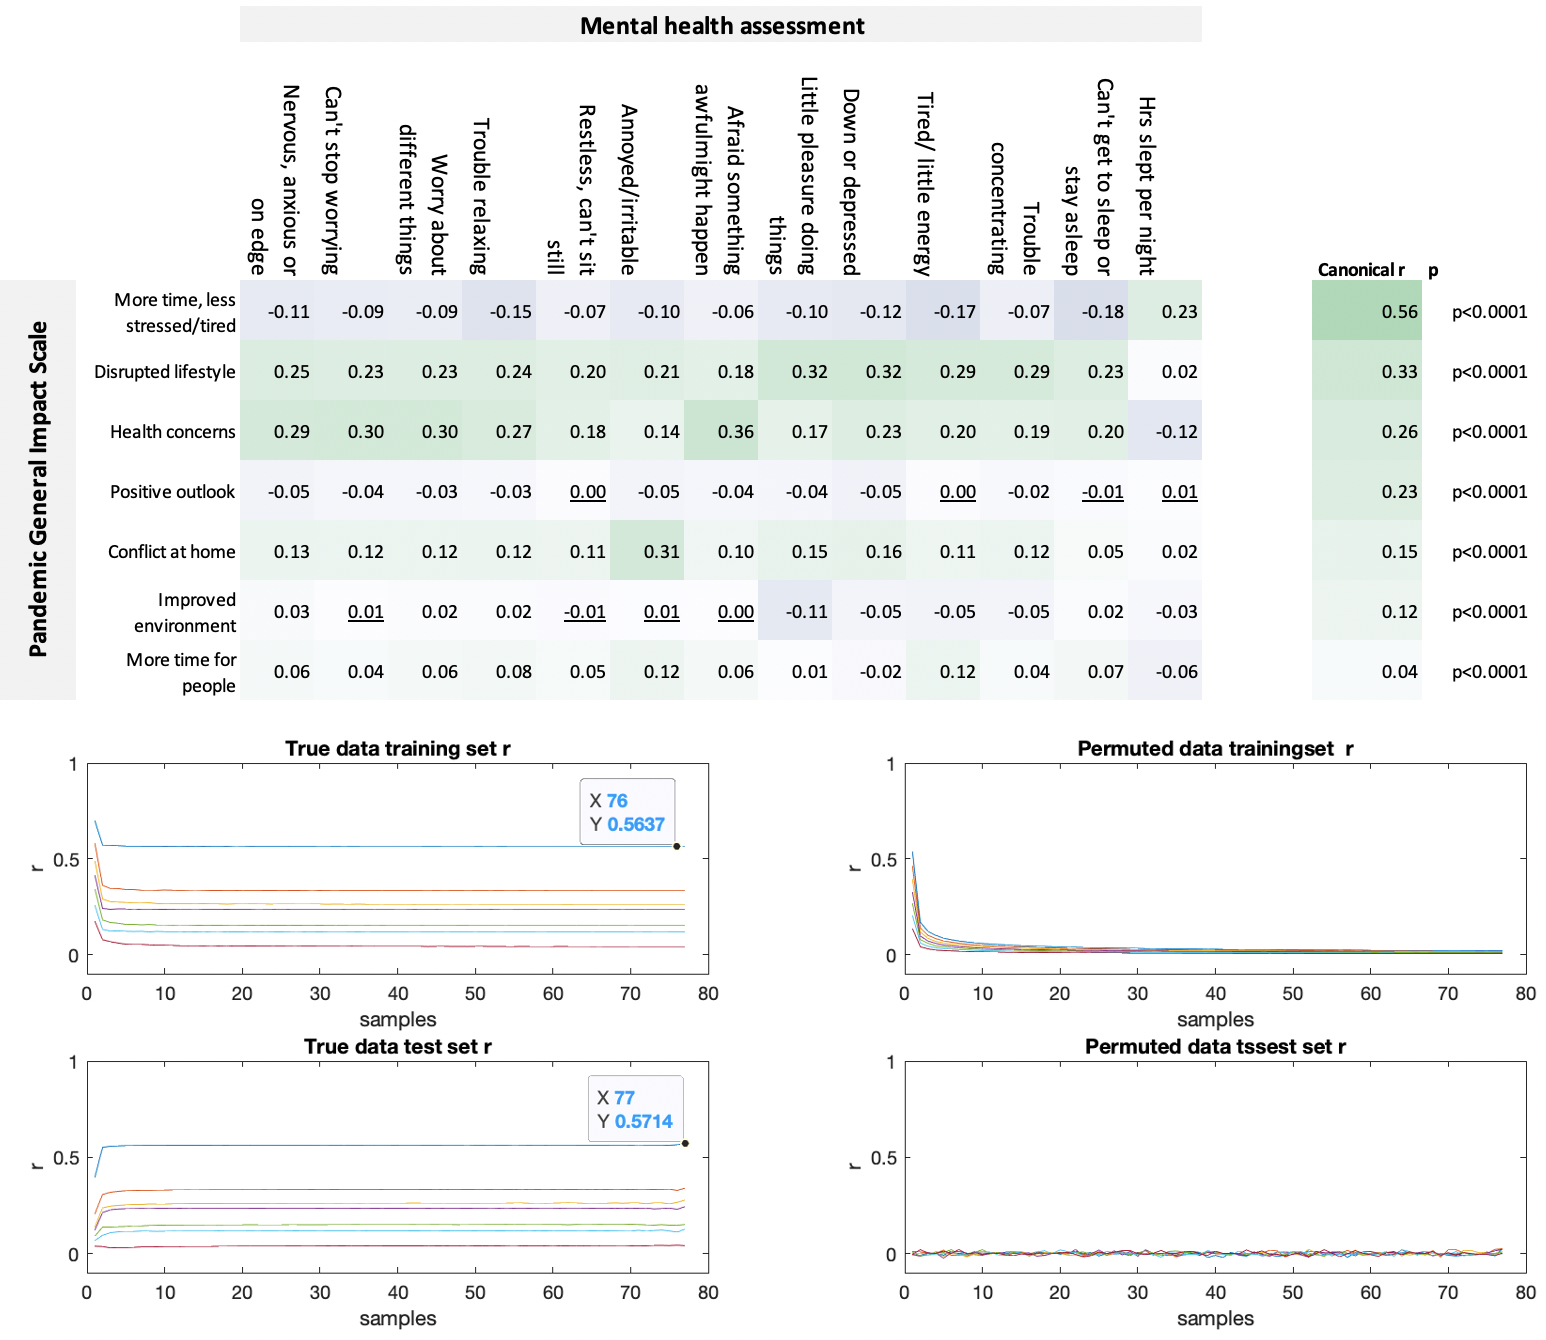 Mental health assessment
Nervous, anxious or
on edge
Can't stop worrying
Worry about
different things
Trouble relaxing
Restless, can't sit
still
Annoyed/irritable
Afraid something
awfulmight happen
Little pleasure doing
things
Down or depressed
Tired/ little energy
Trouble
concentrating
Can't get to sleep or
stay asleep
Hrs slept per night
Canonical r p
Pandemic General Impact Scale
More time, less
stressed/tired
-0.11 -0.09 -0.09 -0.15 -0.07 -0.10 -0.06 -0.10 -0.12 -0.17 -0.07 -0.18 0.23 0.56 p<0.0001
Disrupted lifestyle 0.25 0.23 0.23 0.24 0.20 0.21 0.18 0.32 0.32 0.29 0.29 0.23 0.02 0.33 p<0.0001
Health concerns 0.29 0.30 0.30 0.27 0.18 0.14 0.36 0.17 0.23 0.20 0.19 0.20 -0.12 0.26 p<0.0001
Positive outlook -0.05 -0.04 -0.03 -0.03 0.00 -0.05 -0.04 -0.04 -0.05 0.00 -0.02 -0.01 0.01 0.23 p<0.0001
Conflict at home 0.13 0.12 0.12 0.12 0.11 0.31 0.10 0.15 0.16 0.11 0.12 0.05 0.02 0.15 p<0.0001
Improved
environment
0.03 0.01 0.02 0.02 -0.01 0.01 0.00 -0.11 -0.05 -0.05 -0.05 0.02 -0.03 0.12 p<0.0001
More time for
people
0.06 0.04 0.06 0.08 0.05 0.12 0.06 0.01 -0.02 0.12 0.04 0.07 -0.06 0.04 p<0.0001
True data training set r
1
0.5
0
r
X 76
Y 0.5637
0 10 20 30 40 50 60 70 80
samples
Permuted data trainingset r
1
0.5
0
r
0 10 20 30 40 50 60 70 80
samples
True data test set r
1
0.5
0
r
X 77
Y 0.5714
0 10 20 30 40 50 60 70 80
samples
Permuted data tssest set r
1
0.5
0
r
0 10 20 30 40 50 60 70 80
samples